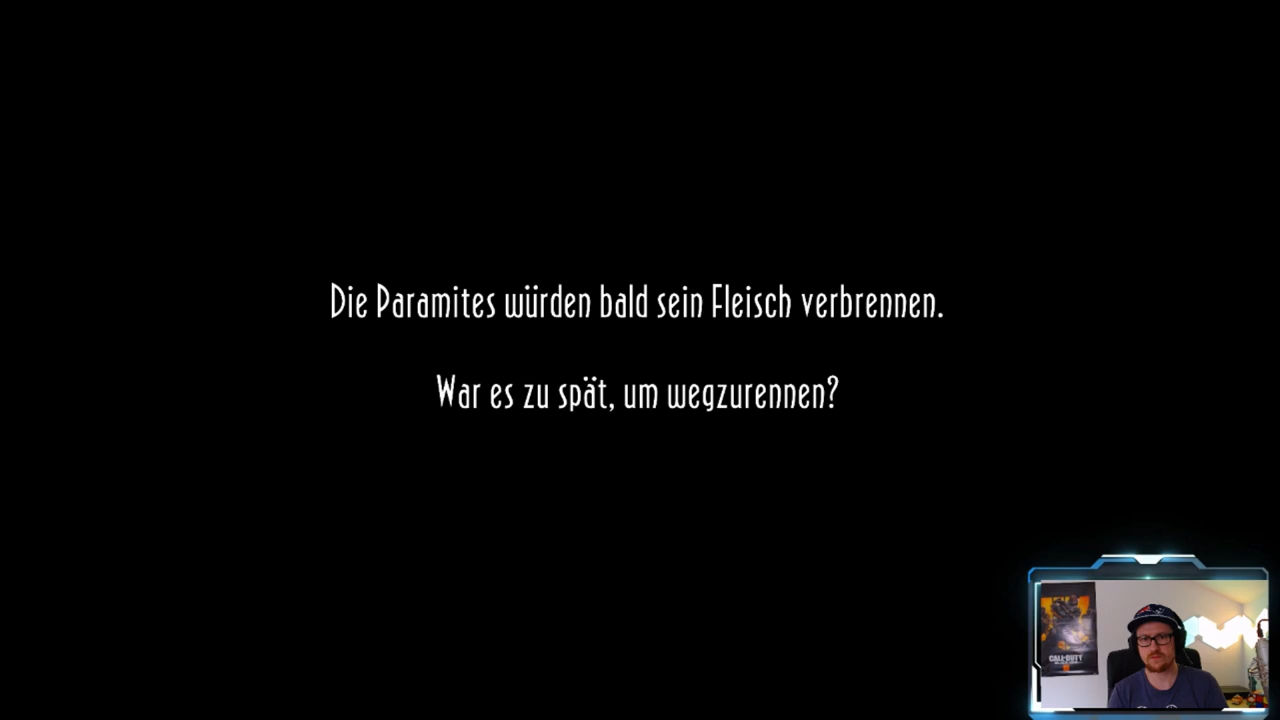 Die Paramites würden bald sein Fleisch verbrennen.
War es zu spät, um wegzurennen?
CALL OF DUTY